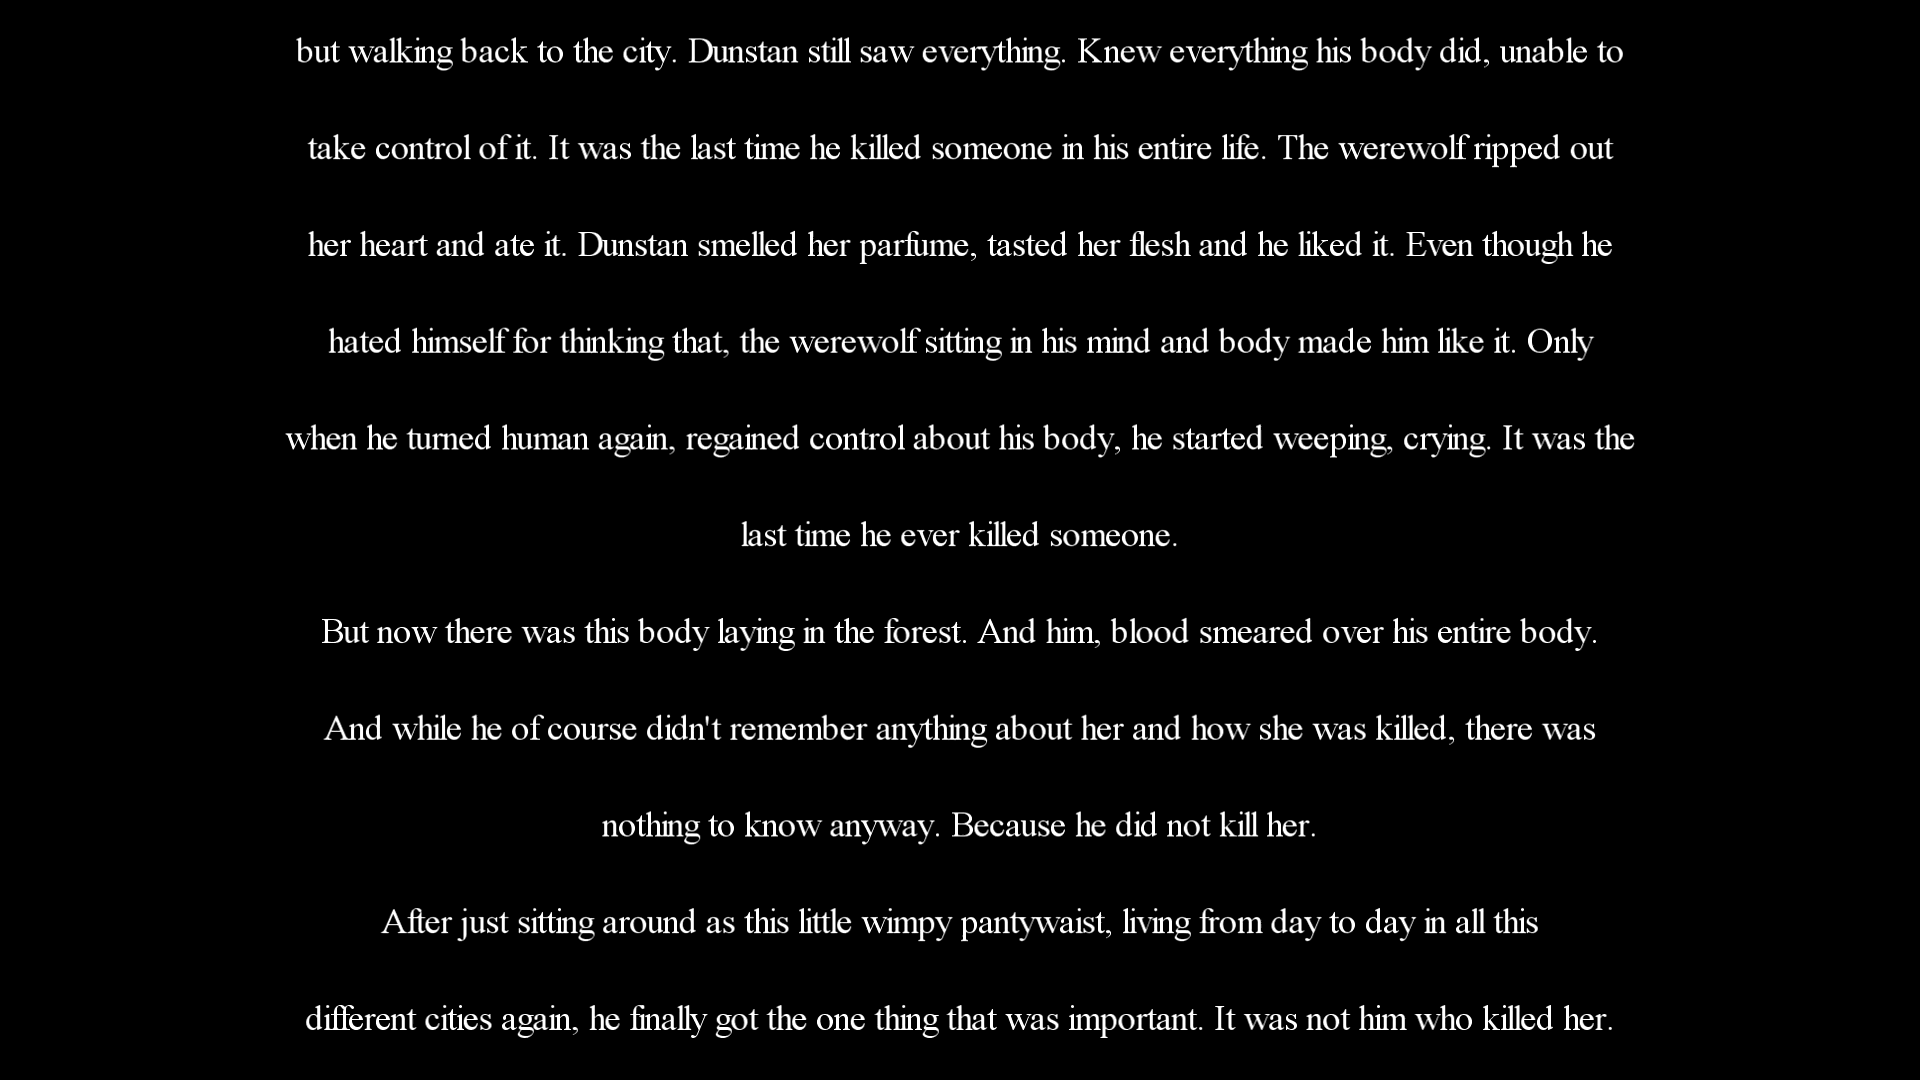 but walking back to the city. Dunstan still saw everything. Knew everything his body did, unable to
take control of it. It was the last time he killed someone in his entire life. The werewolf ripped out
her heart and ate it. Dunstan smelled her parfume, tasted her flesh and he liked it. Even though he
hated himself for thinking that, the werewolf sitting in his mind and body made him like it. Only
when he turned human again, regained control about his body, he started weeping, crying. It was the
last time he ever killed someone.
But now there was this body laying in the forest. And him, blood smeared over his entire body.
And while he of course didn't remember anything about her and how she was killed, there was
nothing to know anyway. Because he did not kill her.
After just sitting around as this little wimpy pantywaist, living from day to day in all this
different cities again, he finally got the one thing that was important. It was not him who killed her.